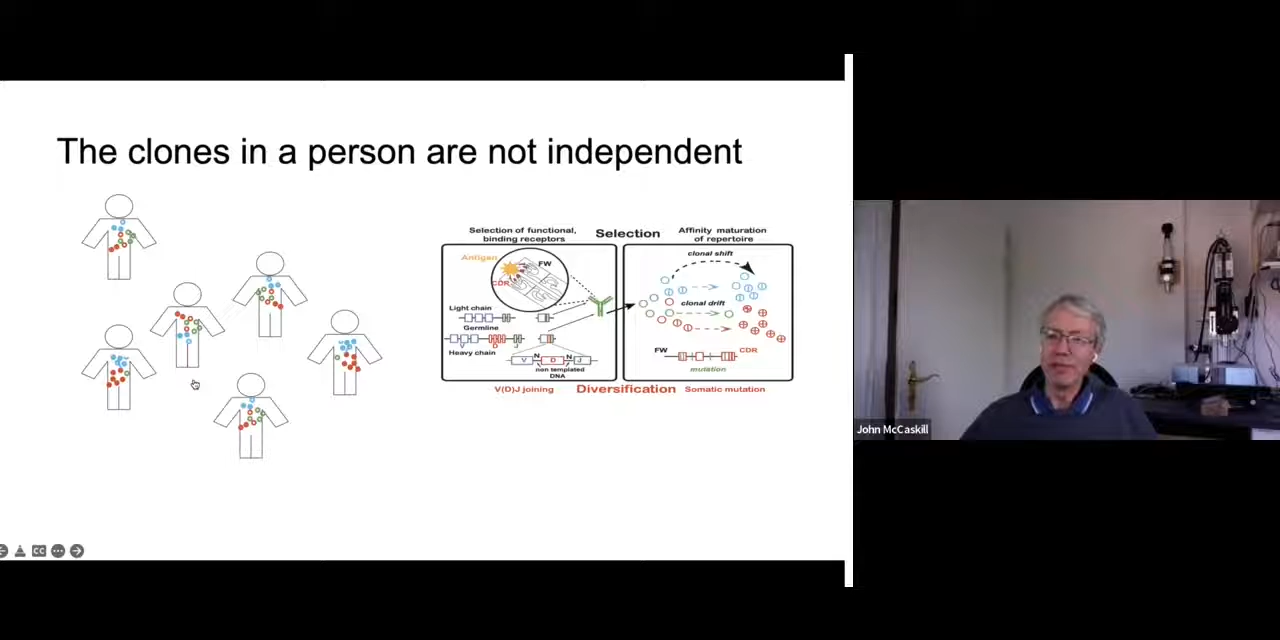 The clones in a person are not independent
Selection of functional,
binding receptors
Selection
Affinity maturation
of repertoire
Antigen
FW
CDR
Light chain
Germline
V
D
J
Heavy chain
N
N
V
D
J
non templated
DNA
clonal shift
clonal drift
FW
CDR
mutation
V(D)J joining
Diversification
Somatic mutation
CC
John McCaskill